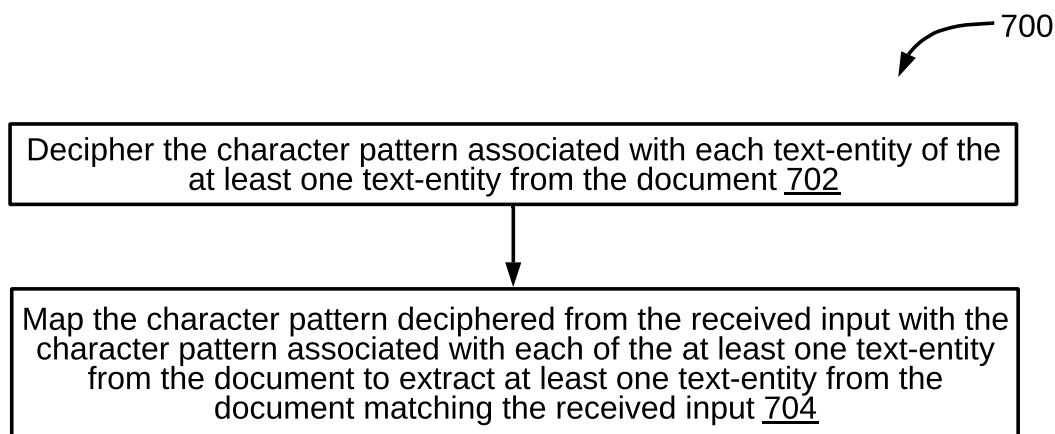 700
Decipher the character pattern associated with each text-entity of the
at least one text-entity from the document 702
Map the character pattern deciphered from the received input with the
character pattern associated with each of the at least one text-entity
from the document to extract at least one text-entity from the
document matching the received input 704